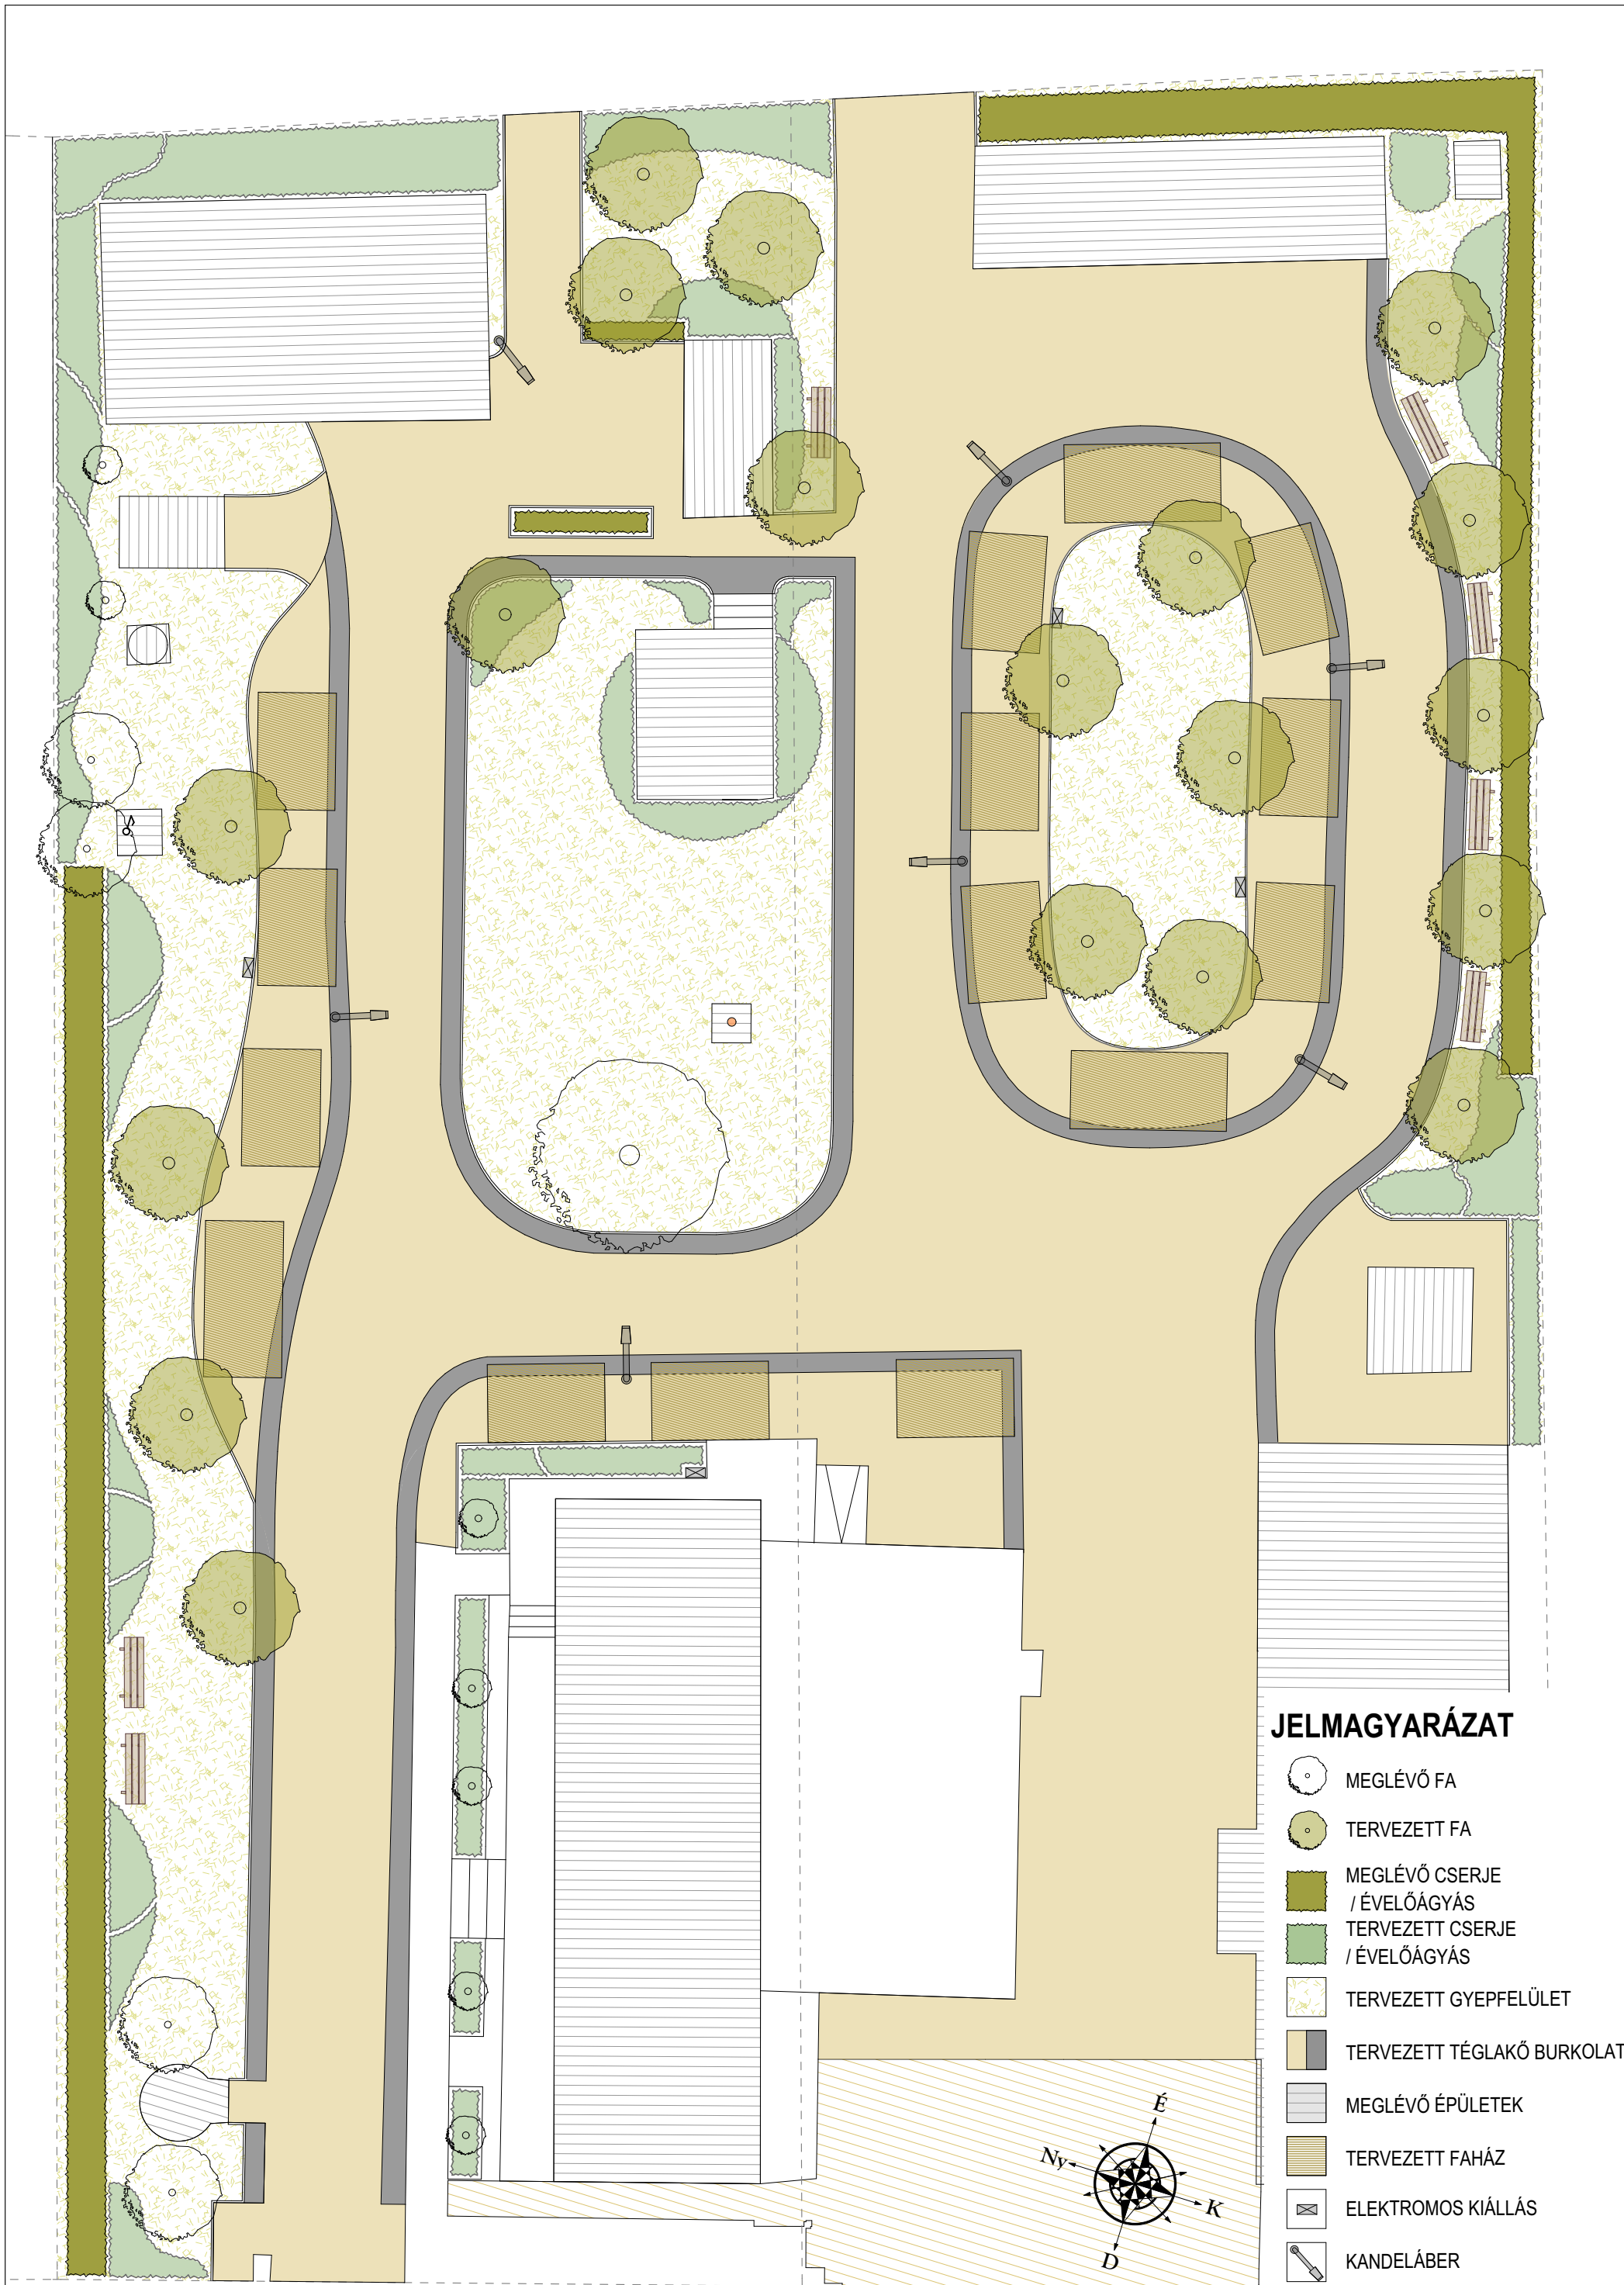 JELMAGYARÁZAT
MEGLÉVŐ FA
TERVEZETT FA
MEGLÉVŐ CSERJE
/ ÉVELŐÁGYÁS
TERVEZETT CSERJE
/ ÉVELŐÁGYÁS
TERVEZETT GYEPFELÜLET
TERVEZETT TÉGLAKŐ BURKOLAT
MEGLÉVŐ ÉPÜLETEK
TERVEZETT FAHÁZ
ELEKTROMOS KIÁLLÁS
KANDELÁBER
É
Ny
K
D